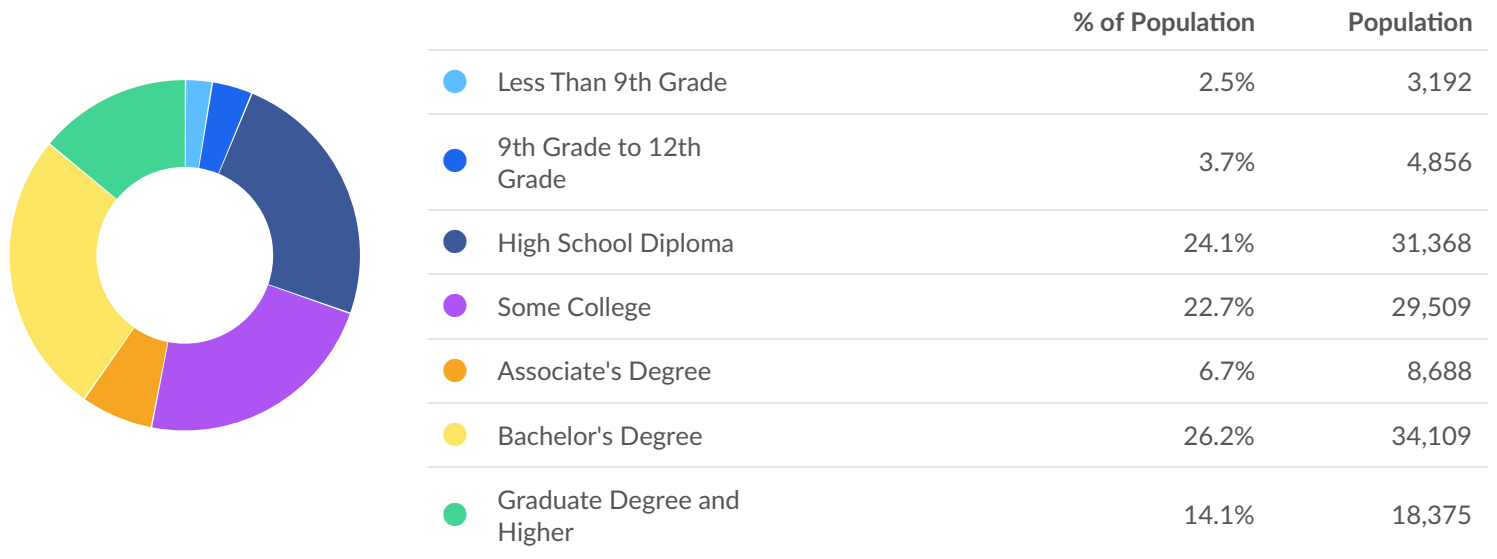 % of Population Population
Less Than 9th Grade 2.5% 3,192
9th Grade to 12th
Grade 3.7% 4,856
High School Diploma 24.1% 31,368
Some College 22.7% 29,509
Associate's Degree 6.7% 8,688
Bachelor's Degree 26.2% 34,109
Graduate Degree and
Higher 14.1% 18,375